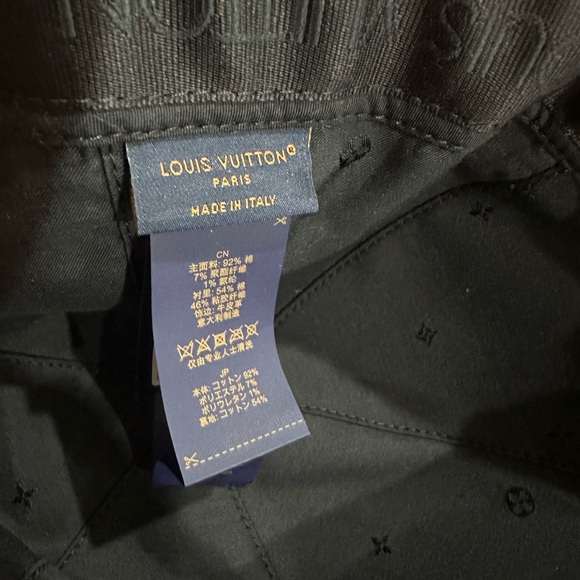 LOUIS VUITTON
LOUIS VUITTON®
PARIS
MADE IN ITALY
CN
主面料: 92% 棉
7% 聚酯纤维
1% 氨纶
衬里: 54% 棉
46% 粘胶纤维
饰边: 牛皮革
意大利制造
仅由专业人士清洗
JP
本体: コットン 92%
ポリエステル 7%
ポリウレタン 1%
裏地: コットン 54%